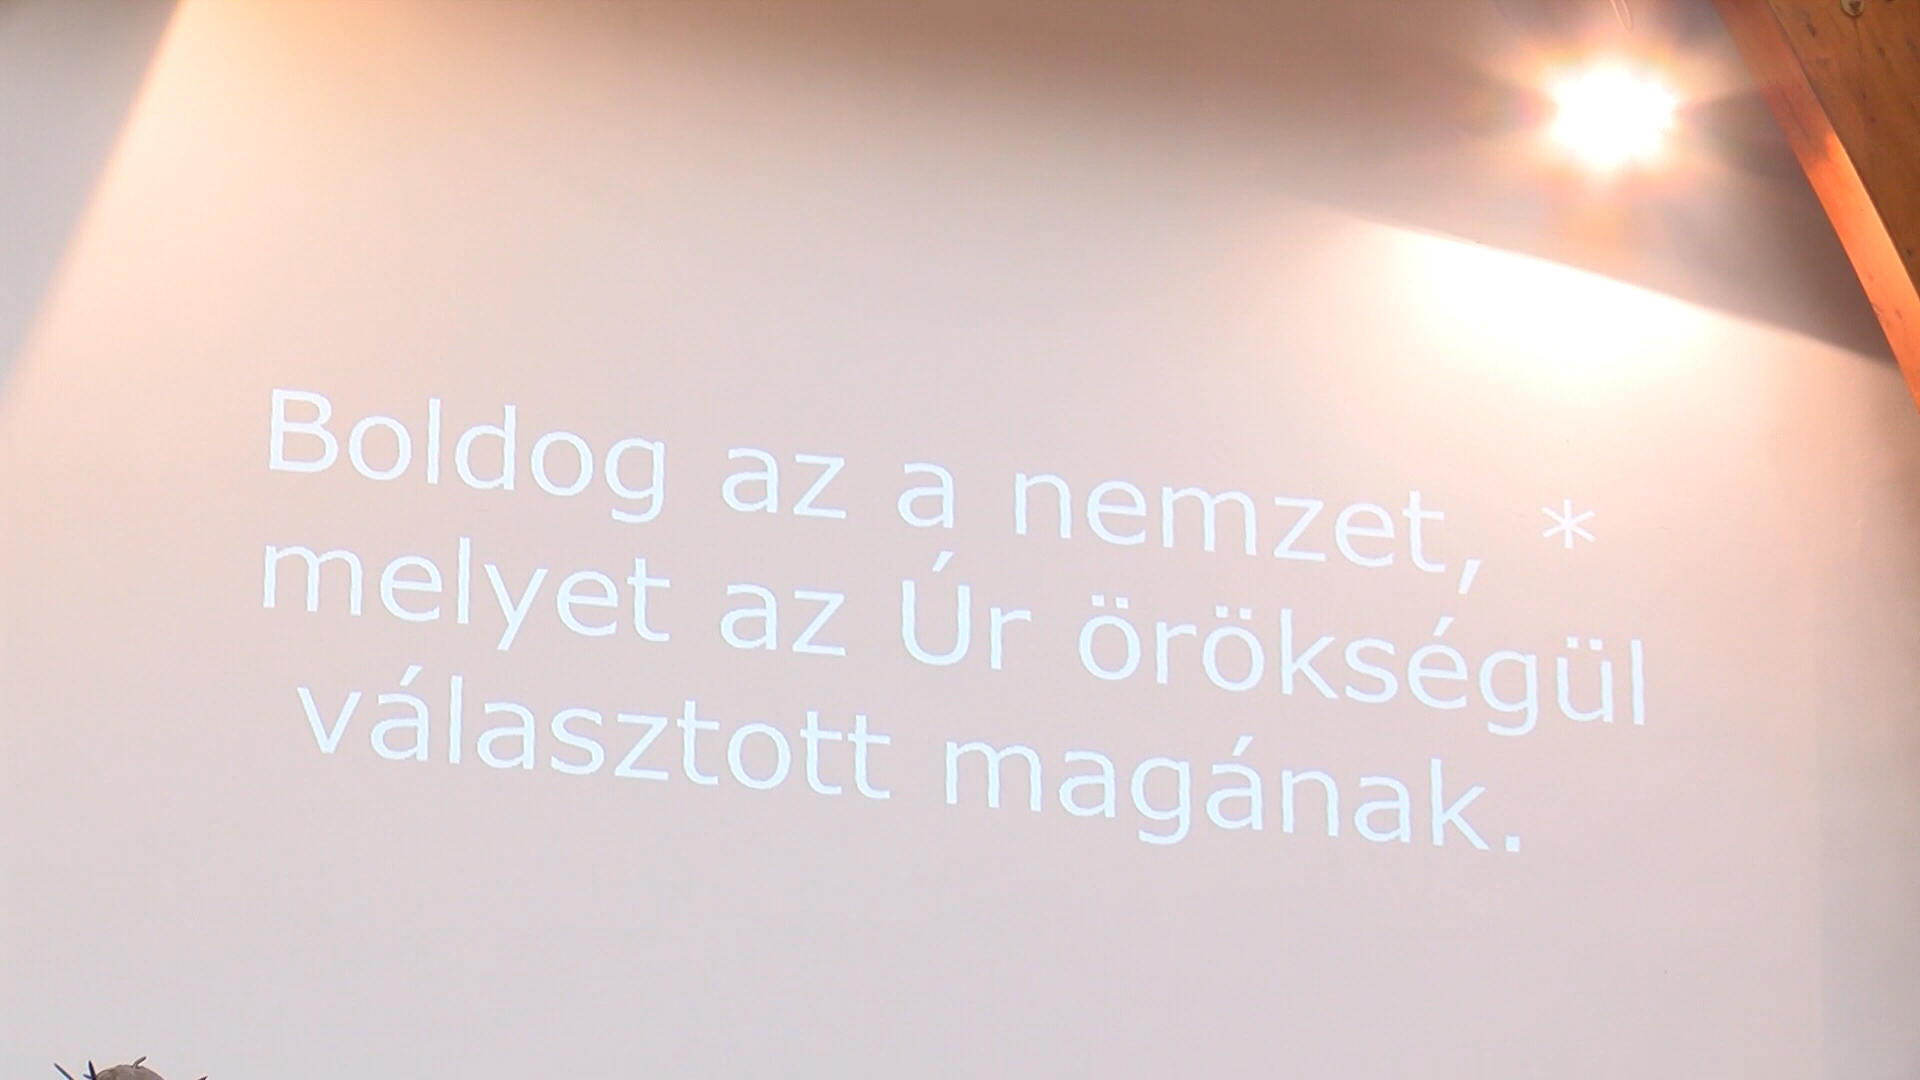 Boldog az a nemzet, *
melyet az Úr örökségül
választott magának.